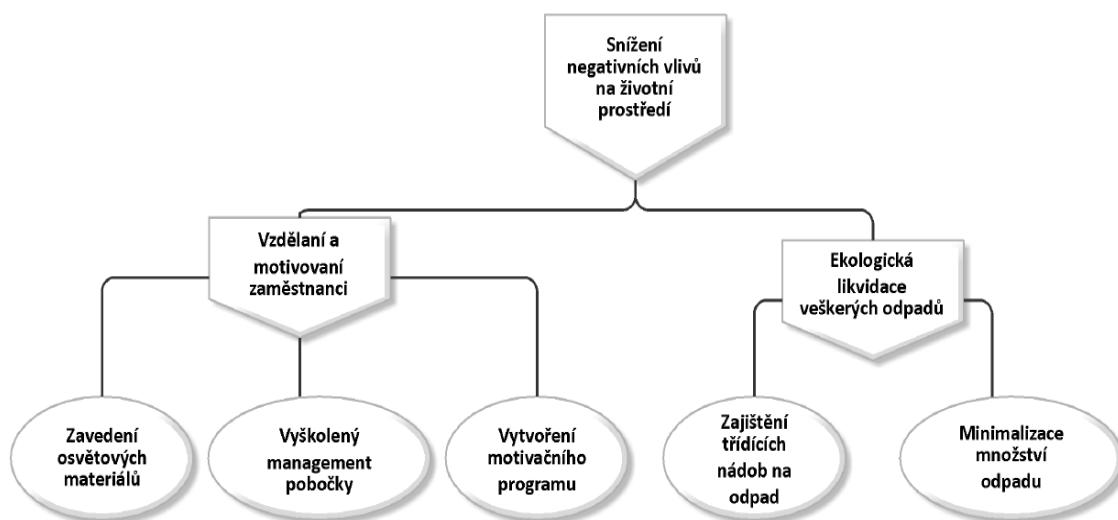 Snížení
negativních vlivů
na životní
prostředí
Vzdělaní a
motivovaní
zaměstnanci
Ekologická
likvidace
veškerých odpadů
Zavedení
osvětových
materiálů
Vyškolený
management
pobočky
Vytvoření
motivačního
programu
Zajištění
třídících
nádob na
odpad
Minimalizace
množství
odpadu